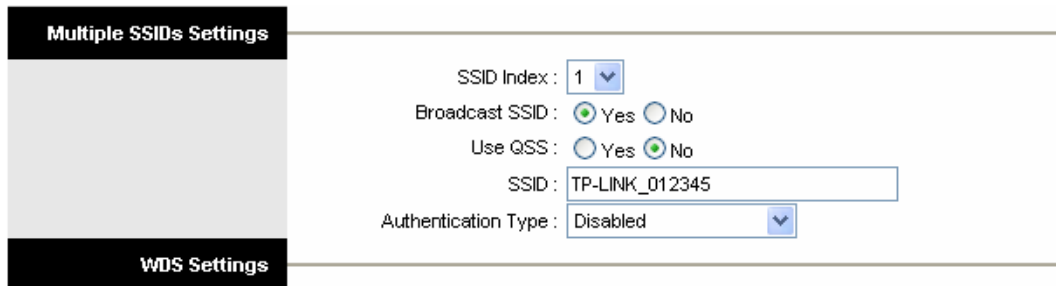 Multiple SSIDs Settings
SSID Index : 1
Broadcast SSID : Yes No
Use QSS : Yes No
SSID : TP-LINK_012345
Authentication Type : Disabled
WDS Settings